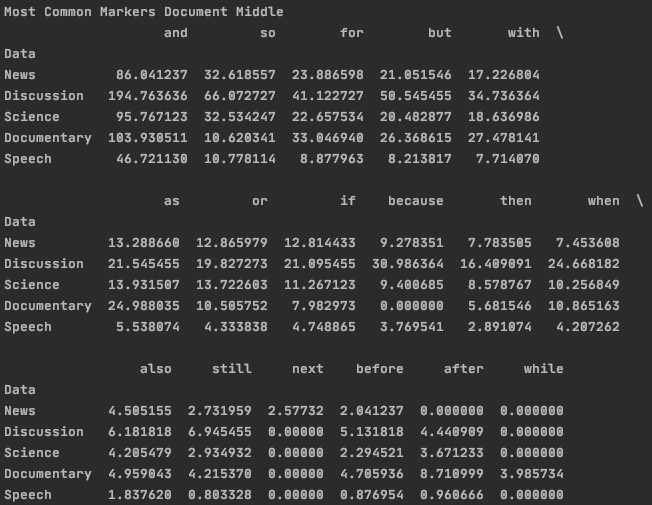 Most Common Markers Document Middle
and so for but with \
Data
News 86.041237 32.618557 23.886598 21.051546 17.226804
Discussion 194.763636 66.072727 41.122727 50.545455 34.736364
Science 95.767123 32.534247 22.657534 20.482877 18.636986
Documentary 103.930511 10.620341 33.046940 26.368615 27.478141
Speech 46.721130 10.778114 8.877963 8.213817 7.714070
as or if because then when \
Data
News 13.288660 12.865979 12.814433 9.278351 7.783505 7.453608
Discussion 21.545455 19.827273 21.095455 30.986364 16.409091 24.668182
Science 13.931507 13.722603 11.267123 9.400685 8.578767 10.256849
Documentary 24.988035 10.505752 7.982973 0.000000 5.681546 10.865163
Speech 5.538074 4.333838 4.748865 3.769541 2.891074 4.207262
also still next before after while
Data
News 4.505155 2.731959 2.57732 2.041237 0.000000 0.000000
Discussion 6.181818 6.945455 0.00000 5.131818 4.440909 0.000000
Science 4.205479 2.934932 0.00000 2.294521 3.671233 0.000000
Documentary 4.959043 4.215370 0.00000 4.705936 8.710999 3.985734
Speech 1.837620 0.803328 0.00000 0.876954 0.960666 0.000000